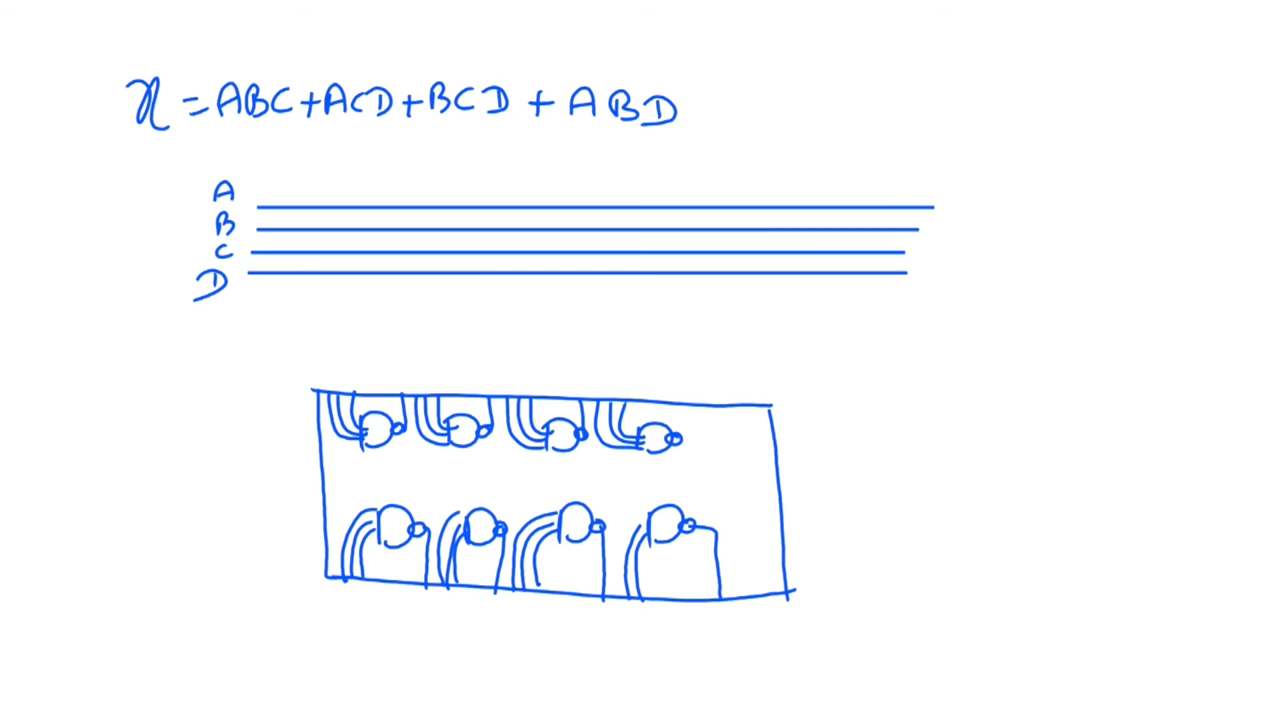 x = ABC + ACD + BCD + ABD
A
B
C
D